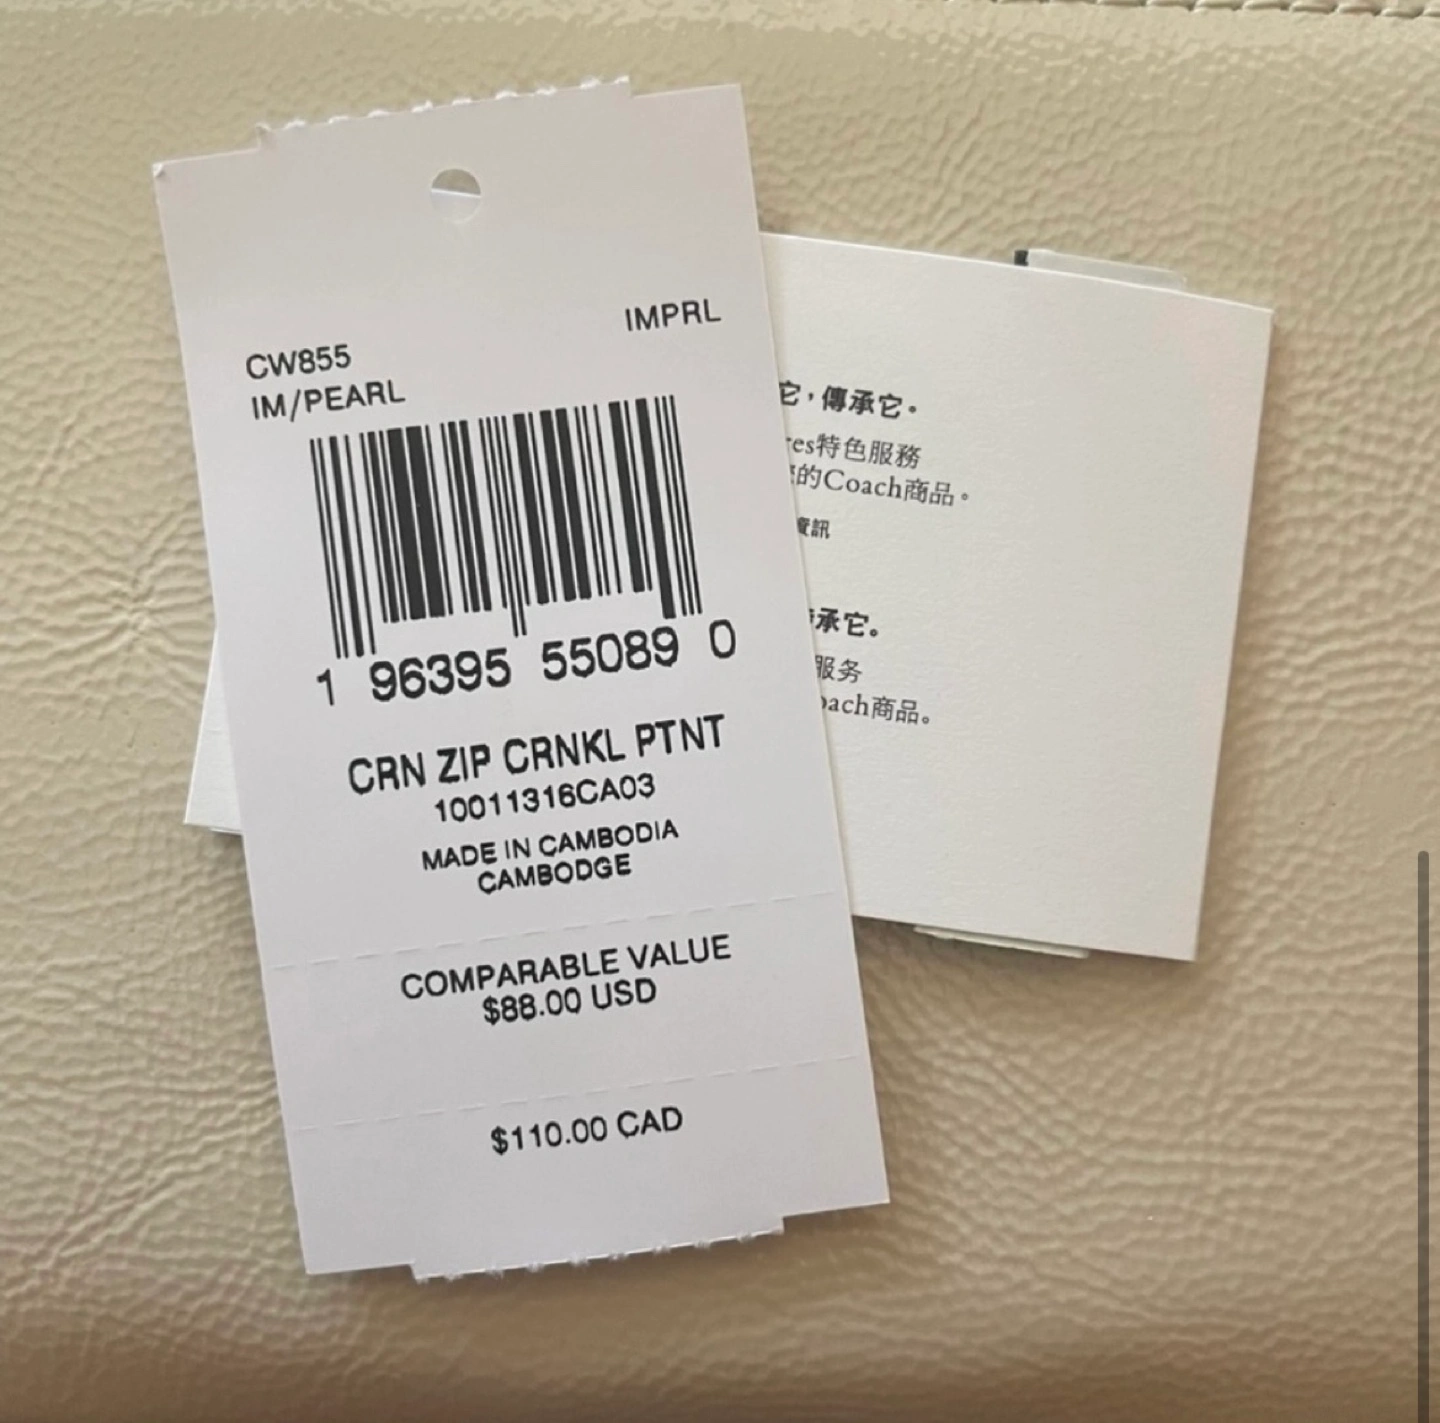 IMPRL
CW855
IM/PEARL
1 96395 55089 0
CRN ZIP CRNKL PTNT
10011316CA03
MADE IN CAMBODIA
CAMBODGE
COMPARABLE VALUE
$88.00 USD
$110.00 CAD
它，傳承它。
res特色服務
的Coach商品。
資訊
承它。
服务
oach商品。